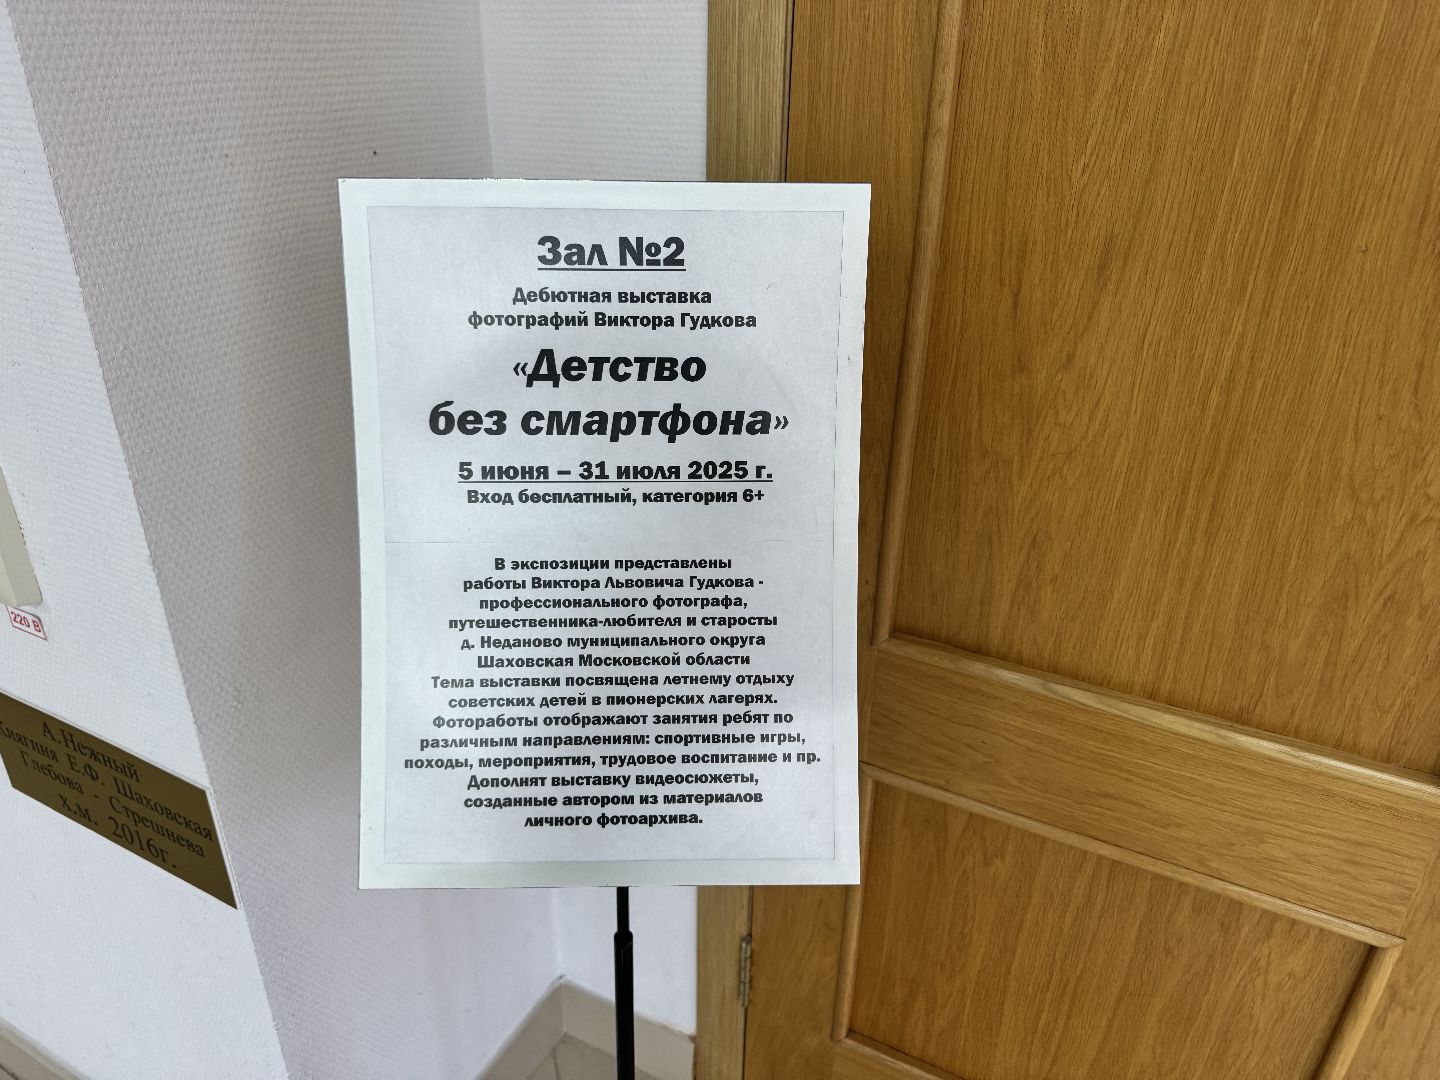 Зал №2
Дебютная выставка
фотографий Виктора Гудкова
«Детство
без смартфона»
5 июня – 31 июля 2025 г.
Вход бесплатный, категория 6+
В экспозиции представлены
работы Виктора Львовича Гудкова -
профессионального фотографа,
путешественника-любителя и старосты
д. Неданово муниципального округа
Шаховская Московской области
Тема выставки посвящена летнему отдыху
советских детей в пионерских лагерях.
Фотоработы отображают занятия ребят по
различным направлениям: спортивные игры,
походы, мероприятия, трудовое воспитание и пр.
Дополнят выставку видеосюжеты,
созданные автором из материалов
личного фотоархива.
220 В
А.Нежный
Княгиня Е.Ф. Шаховская
Глебова - Стрешнева
х.м. 2016г.